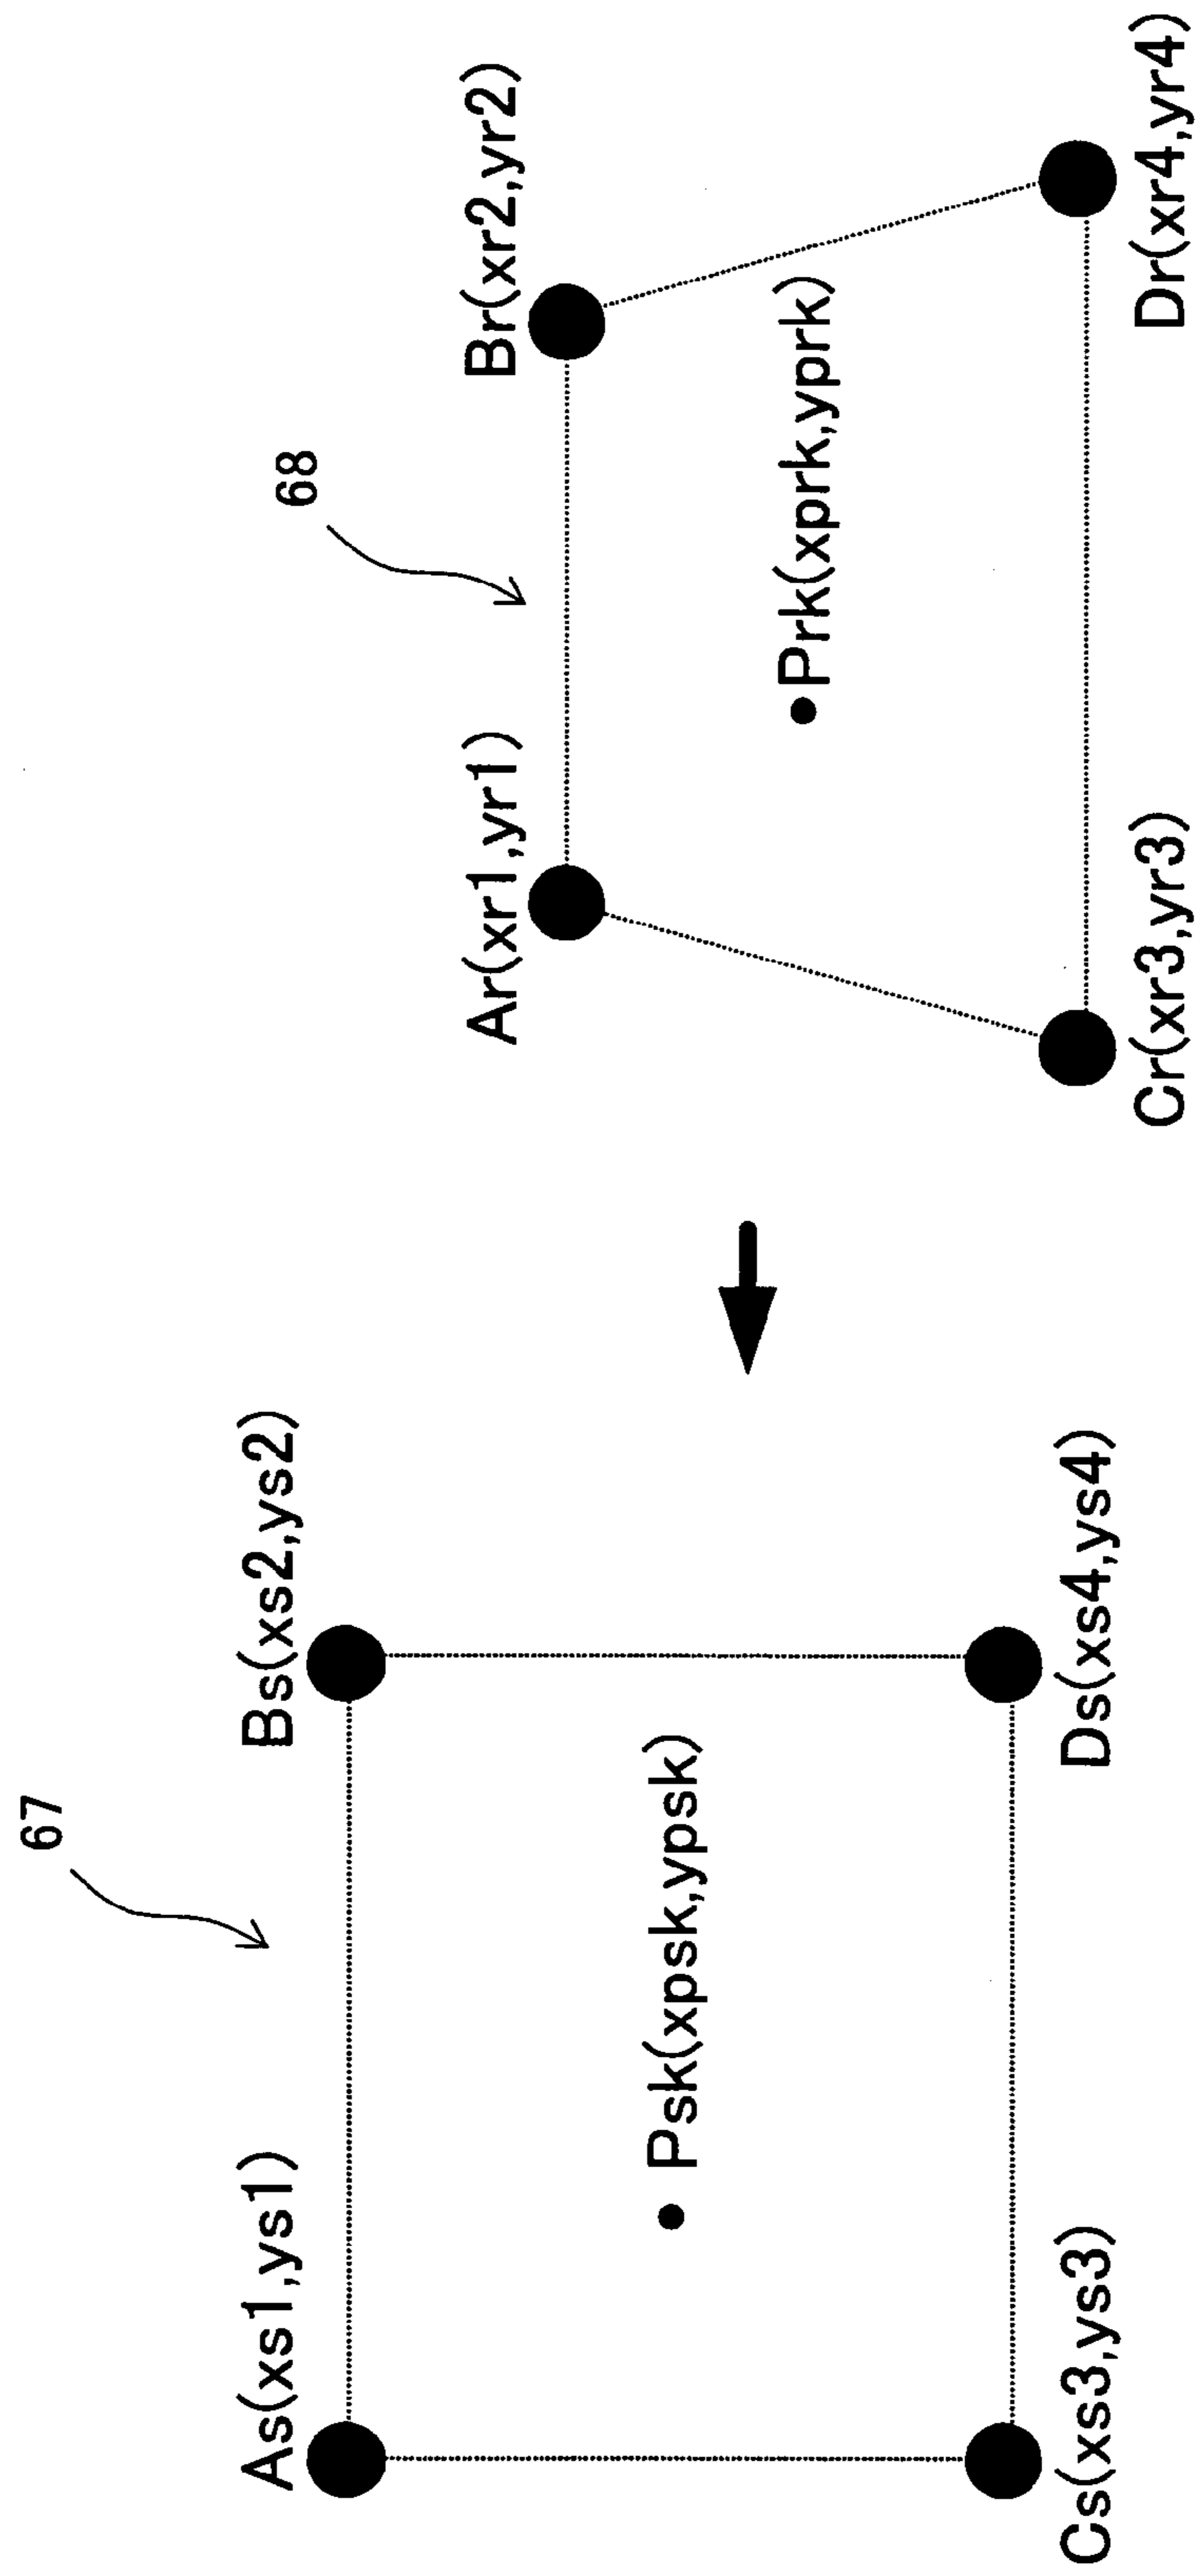 67
As(xs1,ys1)
Bs(xs2,ys2)
Psk(xpsk,ypsk)
Cs(xs3,ys3)
Ds(xs4,ys4)
68
Ar(xr1,yr1)
Br(xr2,yr2)
Prk(xprk,yprk)
Cr(xr3,yr3)
Dr(xr4,yr4)